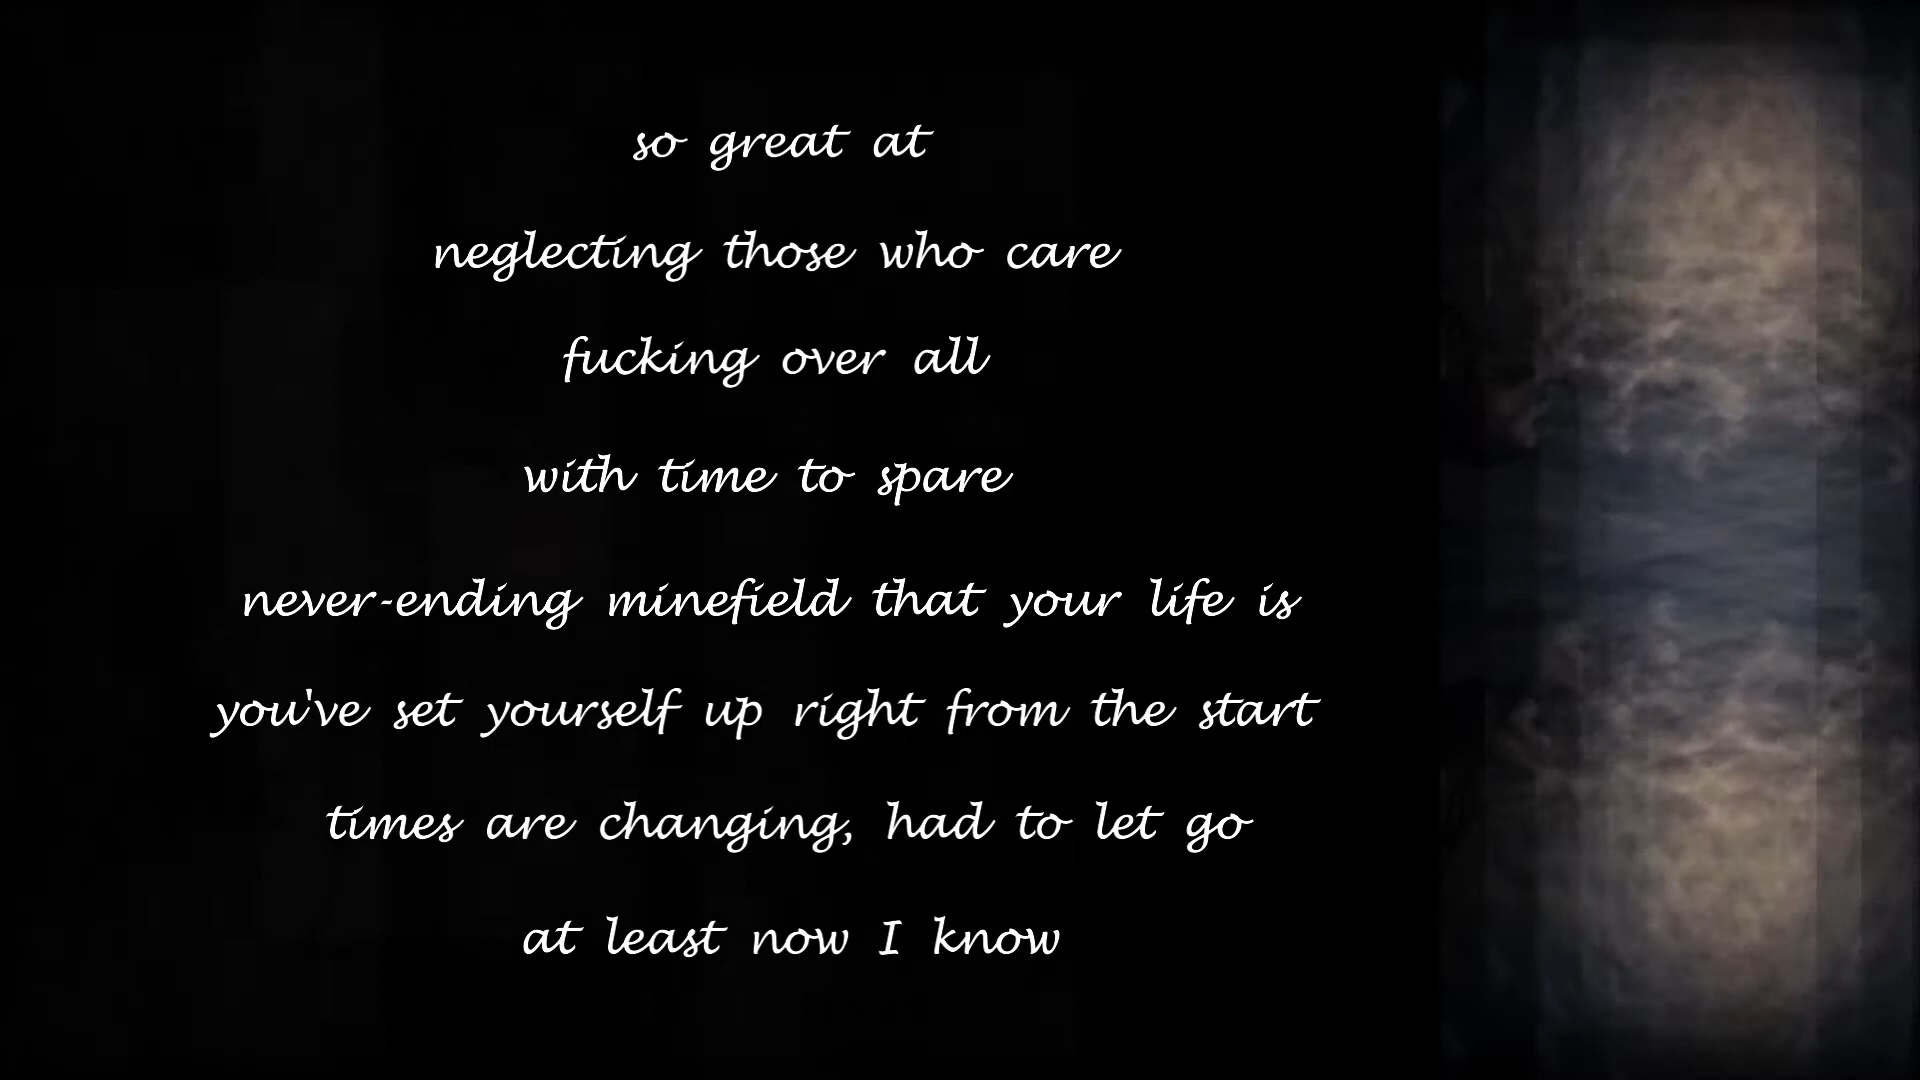 so great at
neglecting those who care
fucking over all
with time to spare
never-ending minefield that your life is
you've set yourself up right from the start
times are changing, had to let go
at least now I know